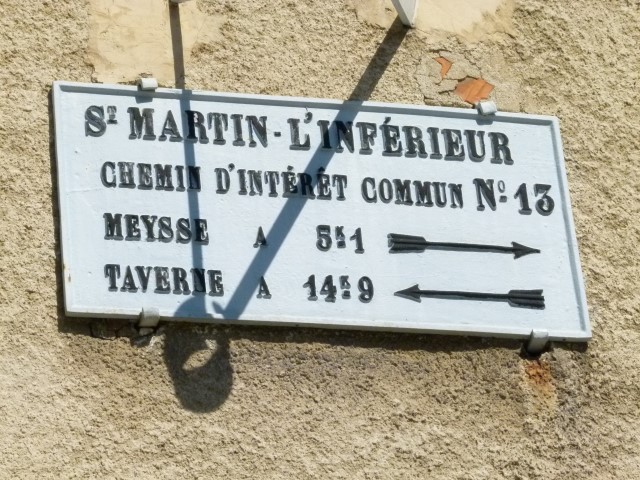 ST MARTIN-L'INFÉRIEUR
CHEMIN D'INTÉRÊT COMMUN No 13
MEYSSE A 5K1
TAVERNE A 14K9